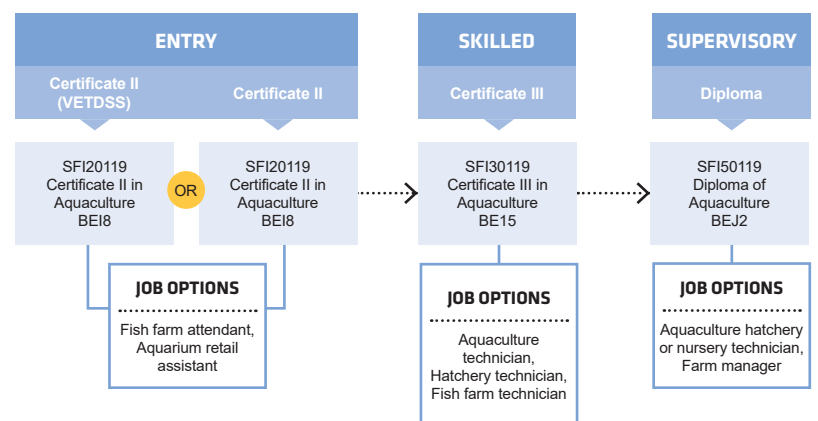 ENTRY
SKILLED
SUPERVISORY
Certificate II
(VETDSS)
Certificate II
Certificate III
Diploma
SFI20119
Certificate II in
Aquaculture
BEI8
OR
SFI20119
Certificate II in
Aquaculture
BEI8
SFI30119
Certificate III in
Aquaculture
BE15
SFI50119
Diploma of
Aquaculture
BEJ2
JOB OPTIONS
Fish farm attendant,
Aquarium retail
assistant
JOB OPTIONS
Aquaculture
technician,
Hatchery technician,
Fish farm technician
JOB OPTIONS
Aquaculture hatchery
or nursery technician,
Farm manager